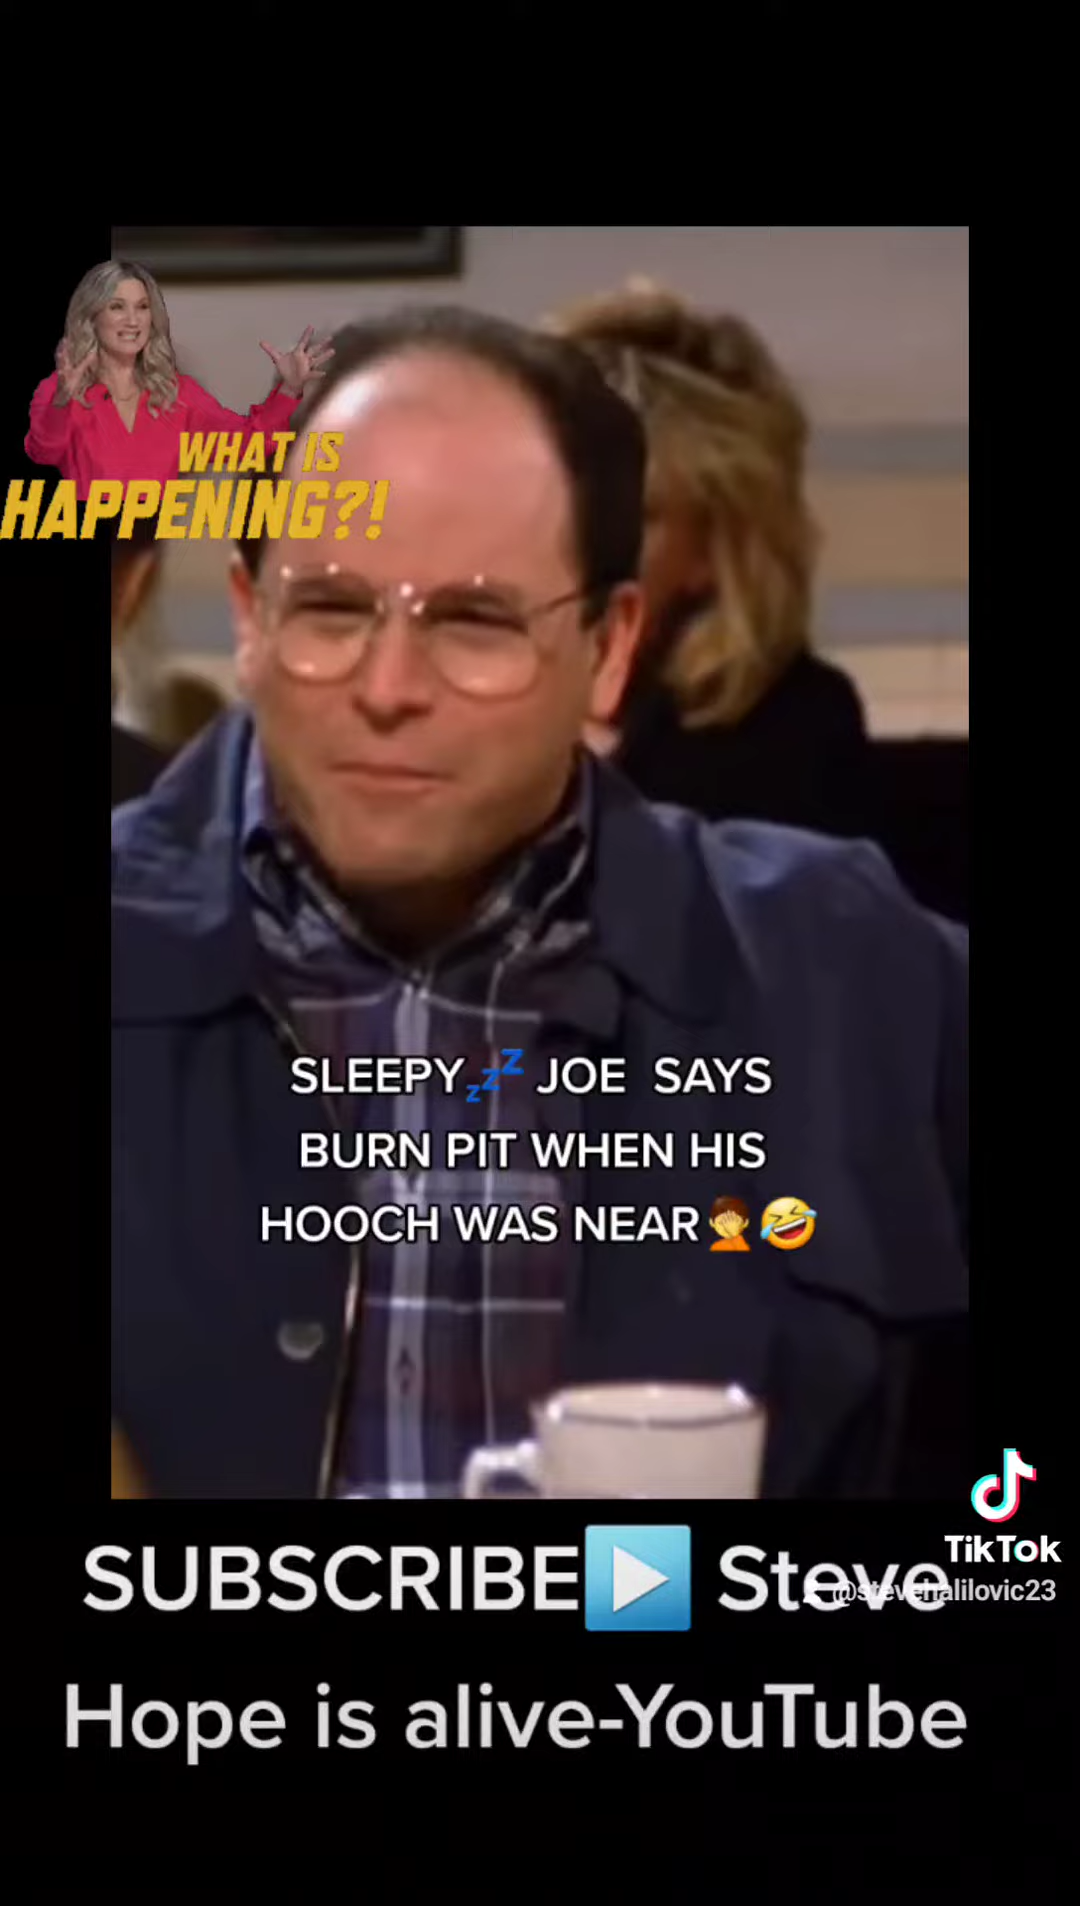 WHAT IS
HAPPENING?!
SLEEPY💤 JOE SAYS
BURN PIT WHEN HIS
HOOCH WAS NEAR🤦🤣
TikTok
SUBSCRIBE▶️ Steve
@stevehalilovic23
Hope is alive-YouTube